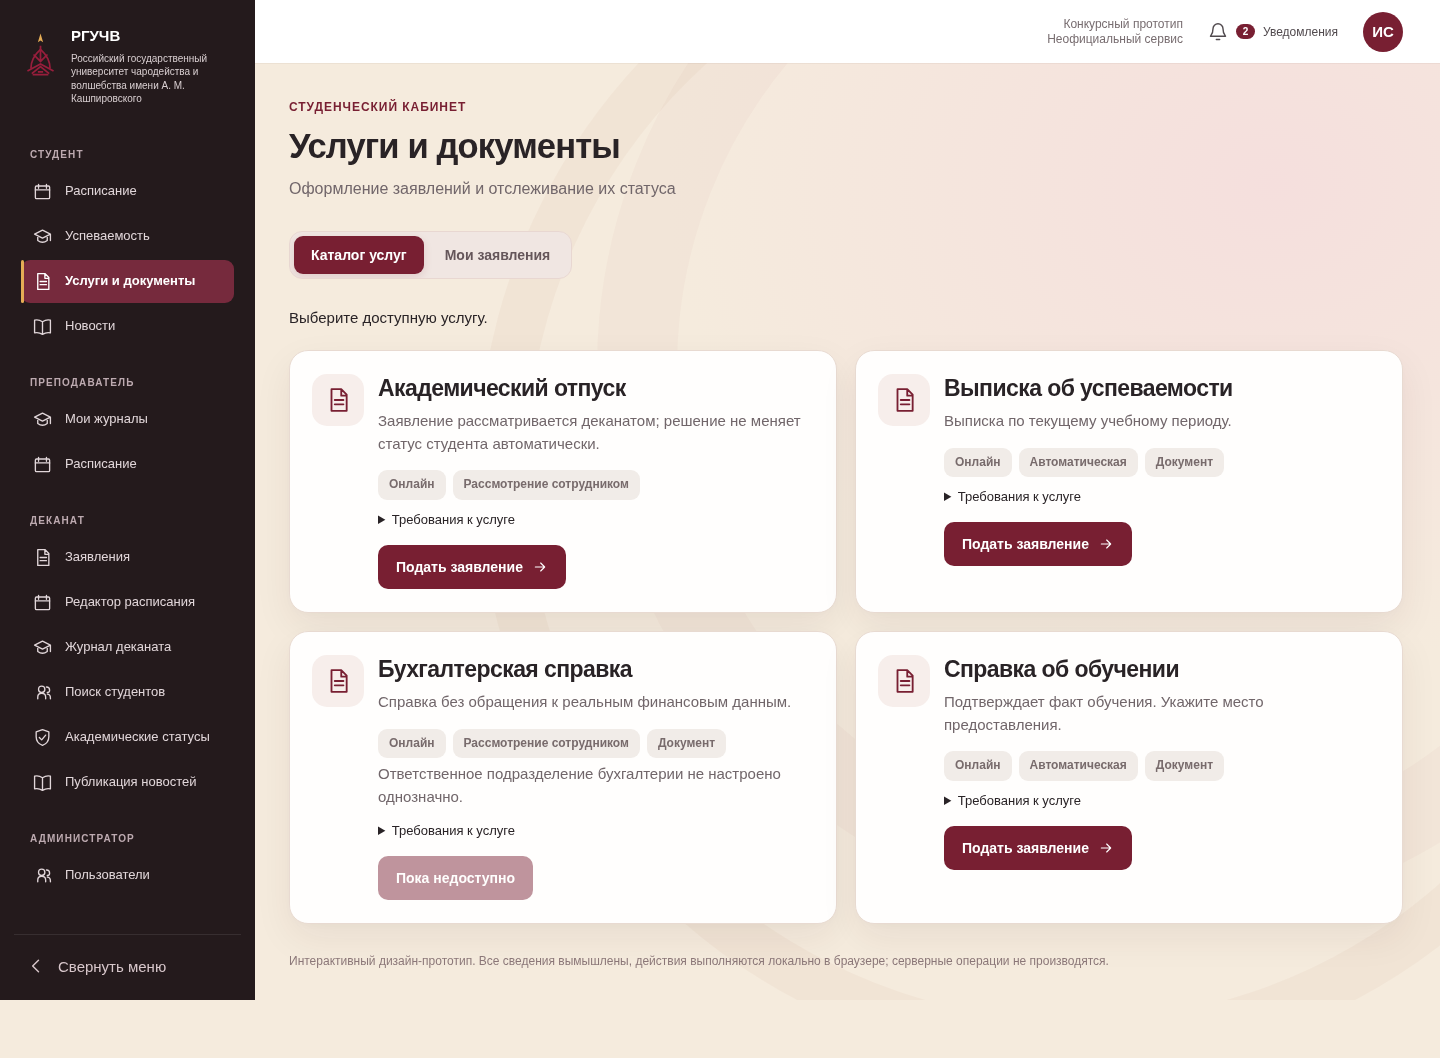 РГУЧВ
Российский государственный
университет чародейства и
волшебства имени А. М.
Кашпировского
СТУДЕНТ
Расписание
Успеваемость
Услуги и документы
Новости
ПРЕПОДАВАТЕЛЬ
Мои журналы
Расписание
ДЕКАНАТ
Заявления
Редактор расписания
Журнал деканата
Поиск студентов
Академические статусы
Публикация новостей
АДМИНИСТРАТОР
Пользователи
Свернуть меню
Конкурсный прототип
Неофициальный сервис
2 Уведомления
ИС
СТУДЕНЧЕСКИЙ КАБИНЕТ
Услуги и документы
Оформление заявлений и отслеживание их статуса
Каталог услуг Мои заявления
Выберите доступную услугу.
Академический отпуск
Заявление рассматривается деканатом; решение не меняет
статус студента автоматически.
Онлайн Рассмотрение сотрудником
Требования к услуге
Подать заявление
Выписка об успеваемости
Выписка по текущему учебному периоду.
Онлайн Автоматическая Документ
Требования к услуге
Подать заявление
Бухгалтерская справка
Справка без обращения к реальным финансовым данным.
Онлайн Рассмотрение сотрудником Документ
Ответственное подразделение бухгалтерии не настроено
однозначно.
Требования к услуге
Пока недоступно
Справка об обучении
Подтверждает факт обучения. Укажите место
предоставления.
Онлайн Автоматическая Документ
Требования к услуге
Подать заявление
Интерактивный дизайн-прототип. Все сведения вымышлены, действия выполняются локально в браузере; серверные операции не производятся.